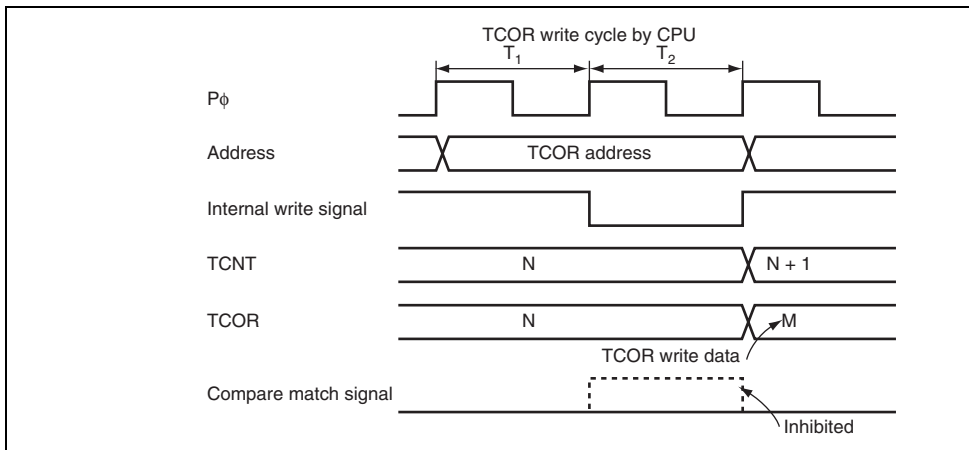 TCOR write cycle by CPU
T1 T2
Pφ
Address TCOR address
Internal write signal
TCNT N N + 1
TCOR N M
TCOR write data
Compare match signal
Inhibited